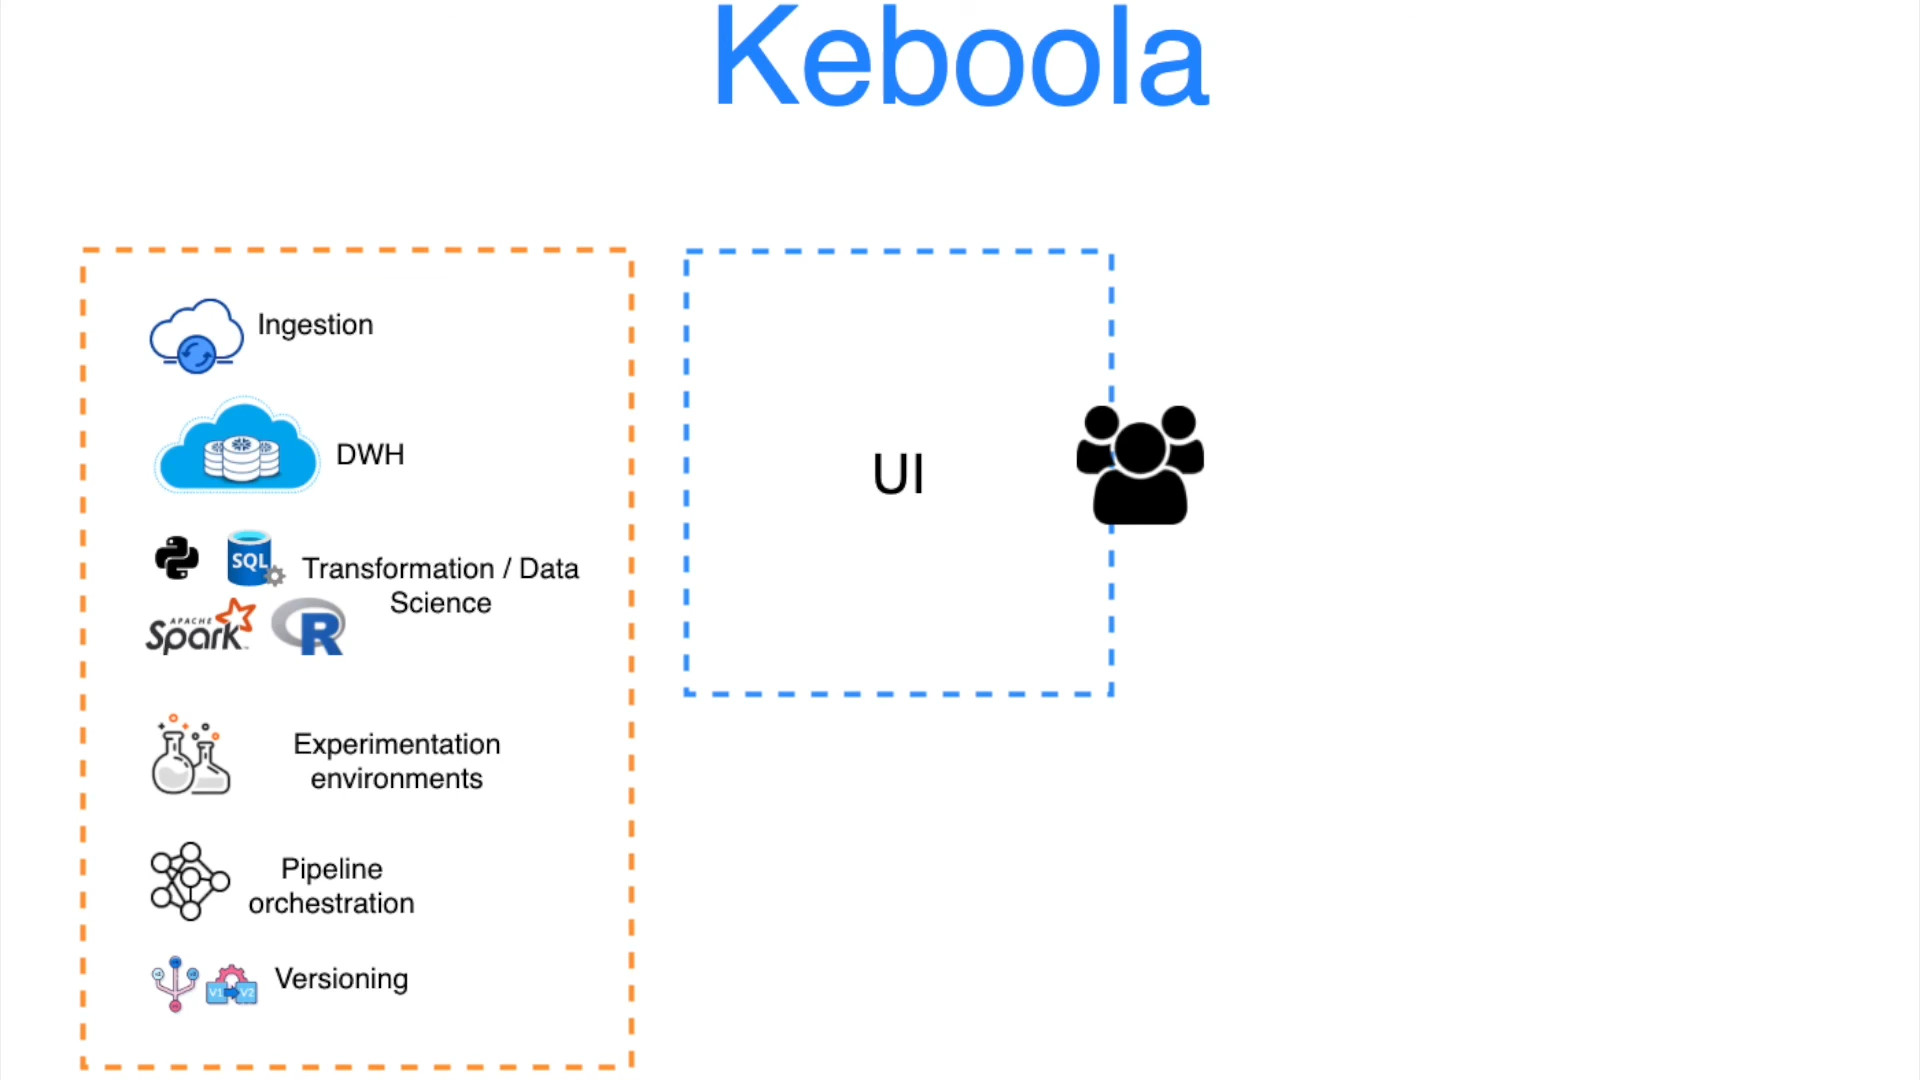 Keboola
Ingestion
DWH
SQL
Transformation / Data
Science
APACHE
Spark
R
Experimentation
environments
Pipeline
orchestration
V1 V2
Versioning
UI